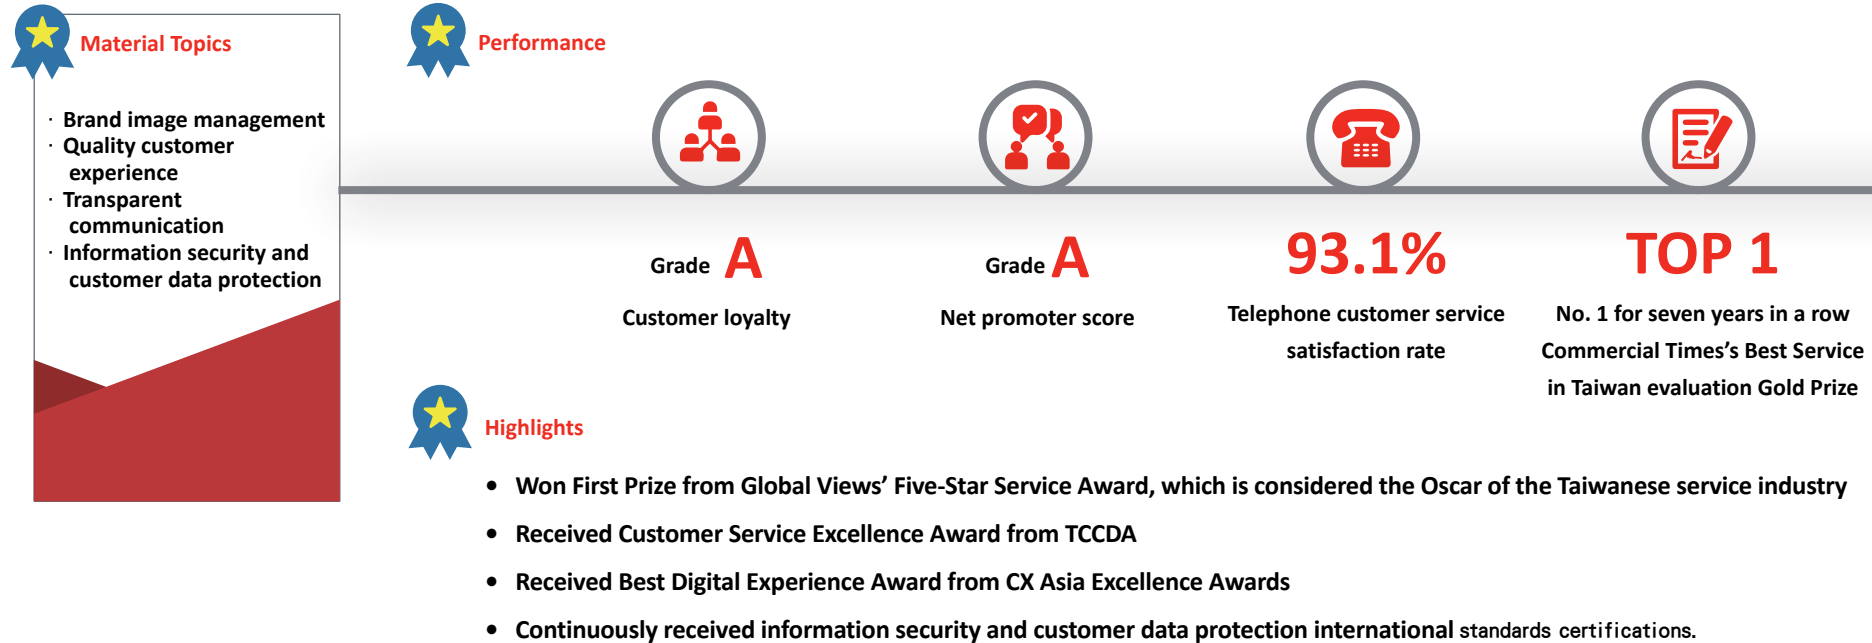 Material Topics
· Brand image management
· Quality customer
experience
· Transparent
communication
· Information security and
customer data protection
Performance
Grade A
Customer loyalty
Grade A
Net promoter score
93.1%
Telephone customer service
satisfaction rate
TOP 1
No. 1 for seven years in a row
Commercial Times’s Best Service
in Taiwan evaluation Gold Prize
Highlights
• Won First Prize from Global Views’ Five-Star Service Award, which is considered the Oscar of the Taiwanese service industry
• Received Customer Service Excellence Award from TCCDA
• Received Best Digital Experience Award from CX Asia Excellence Awards
• Continuously received information security and customer data protection international standards certifications.